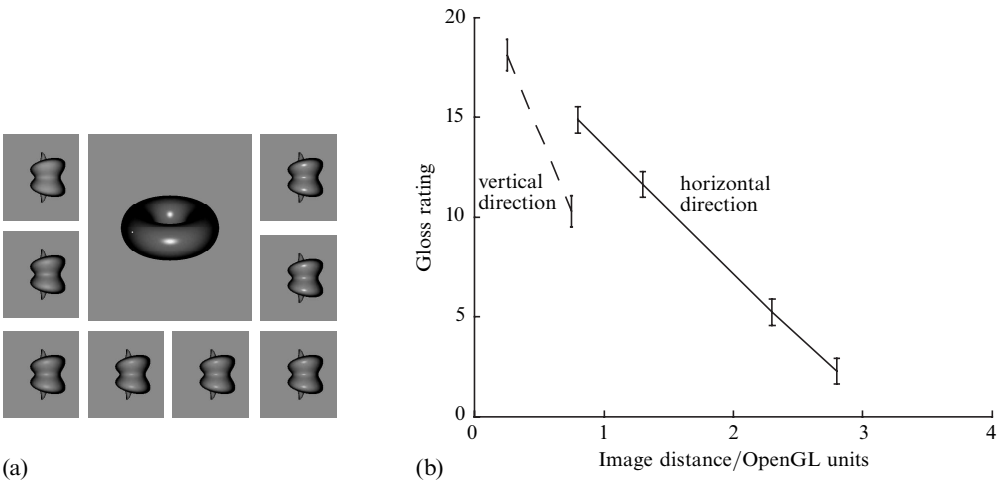 (a)
(b)
20
15
10
5
0
Gloss rating
vertical
direction
horizontal
direction
0 1 2 3 4
Image distance/OpenGL units